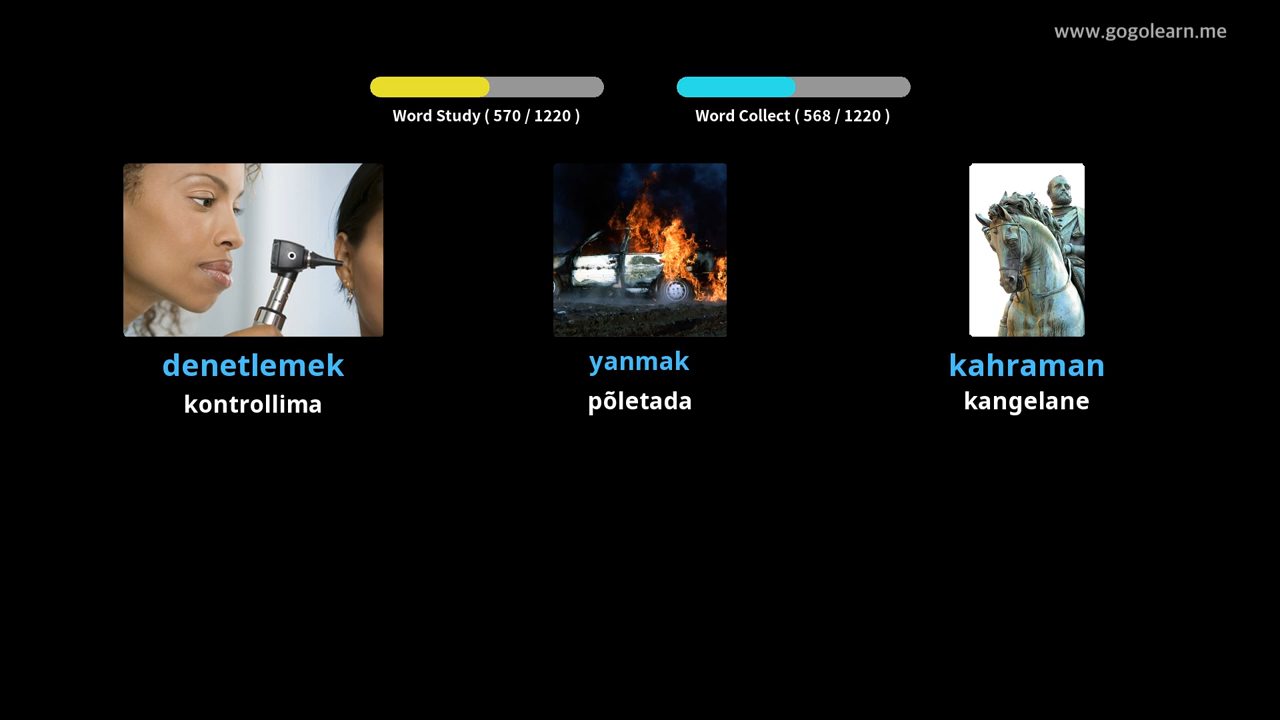 www.gogolearn.me
Word Study ( 570 / 1220 )
Word Collect ( 568 / 1220 )
denetlemek
kontrollima
yanmak
põletada
kahraman
kangelane